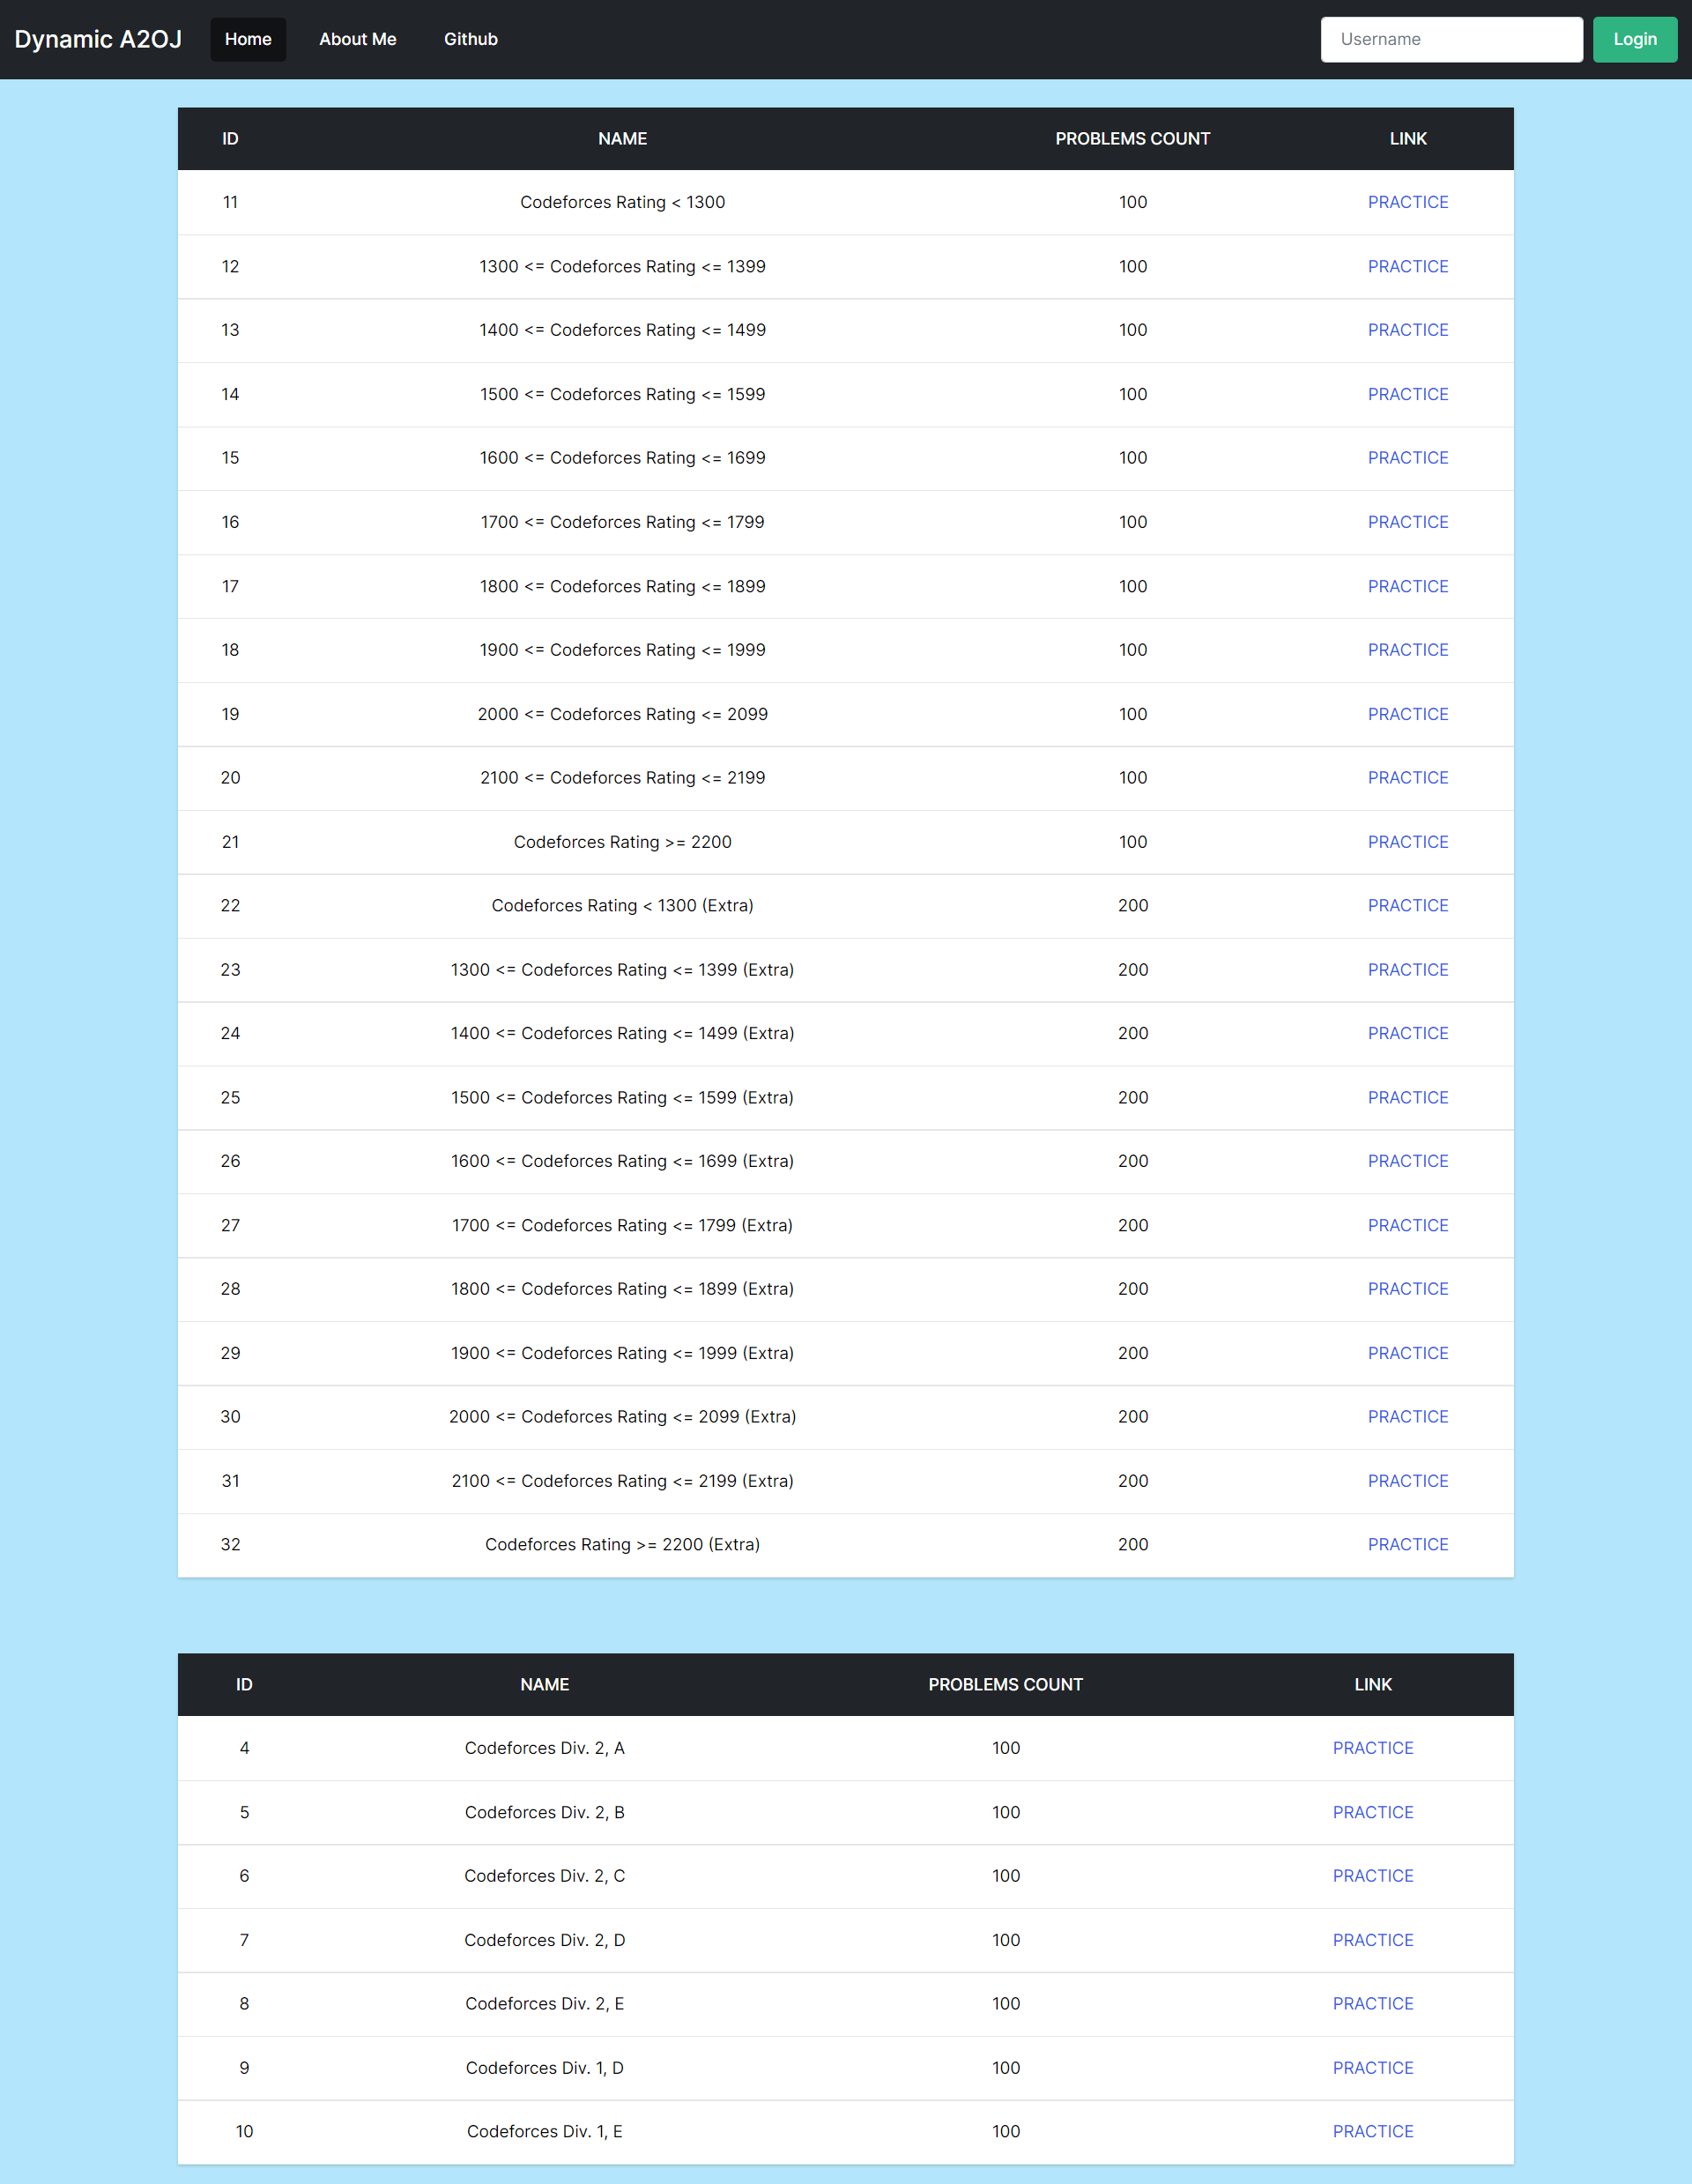 Dynamic A2OJ Home About Me Github Username Login
ID NAME PROBLEMS COUNT LINK
11 Codeforces Rating < 1300 100 PRACTICE
12 1300 <= Codeforces Rating <= 1399 100 PRACTICE
13 1400 <= Codeforces Rating <= 1499 100 PRACTICE
14 1500 <= Codeforces Rating <= 1599 100 PRACTICE
15 1600 <= Codeforces Rating <= 1699 100 PRACTICE
16 1700 <= Codeforces Rating <= 1799 100 PRACTICE
17 1800 <= Codeforces Rating <= 1899 100 PRACTICE
18 1900 <= Codeforces Rating <= 1999 100 PRACTICE
19 2000 <= Codeforces Rating <= 2099 100 PRACTICE
20 2100 <= Codeforces Rating <= 2199 100 PRACTICE
21 Codeforces Rating >= 2200 100 PRACTICE
22 Codeforces Rating < 1300 (Extra) 200 PRACTICE
23 1300 <= Codeforces Rating <= 1399 (Extra) 200 PRACTICE
24 1400 <= Codeforces Rating <= 1499 (Extra) 200 PRACTICE
25 1500 <= Codeforces Rating <= 1599 (Extra) 200 PRACTICE
26 1600 <= Codeforces Rating <= 1699 (Extra) 200 PRACTICE
27 1700 <= Codeforces Rating <= 1799 (Extra) 200 PRACTICE
28 1800 <= Codeforces Rating <= 1899 (Extra) 200 PRACTICE
29 1900 <= Codeforces Rating <= 1999 (Extra) 200 PRACTICE
30 2000 <= Codeforces Rating <= 2099 (Extra) 200 PRACTICE
31 2100 <= Codeforces Rating <= 2199 (Extra) 200 PRACTICE
32 Codeforces Rating >= 2200 (Extra) 200 PRACTICE
ID NAME PROBLEMS COUNT LINK
4 Codeforces Div. 2, A 100 PRACTICE
5 Codeforces Div. 2, B 100 PRACTICE
6 Codeforces Div. 2, C 100 PRACTICE
7 Codeforces Div. 2, D 100 PRACTICE
8 Codeforces Div. 2, E 100 PRACTICE
9 Codeforces Div. 1, D 100 PRACTICE
10 Codeforces Div. 1, E 100 PRACTICE